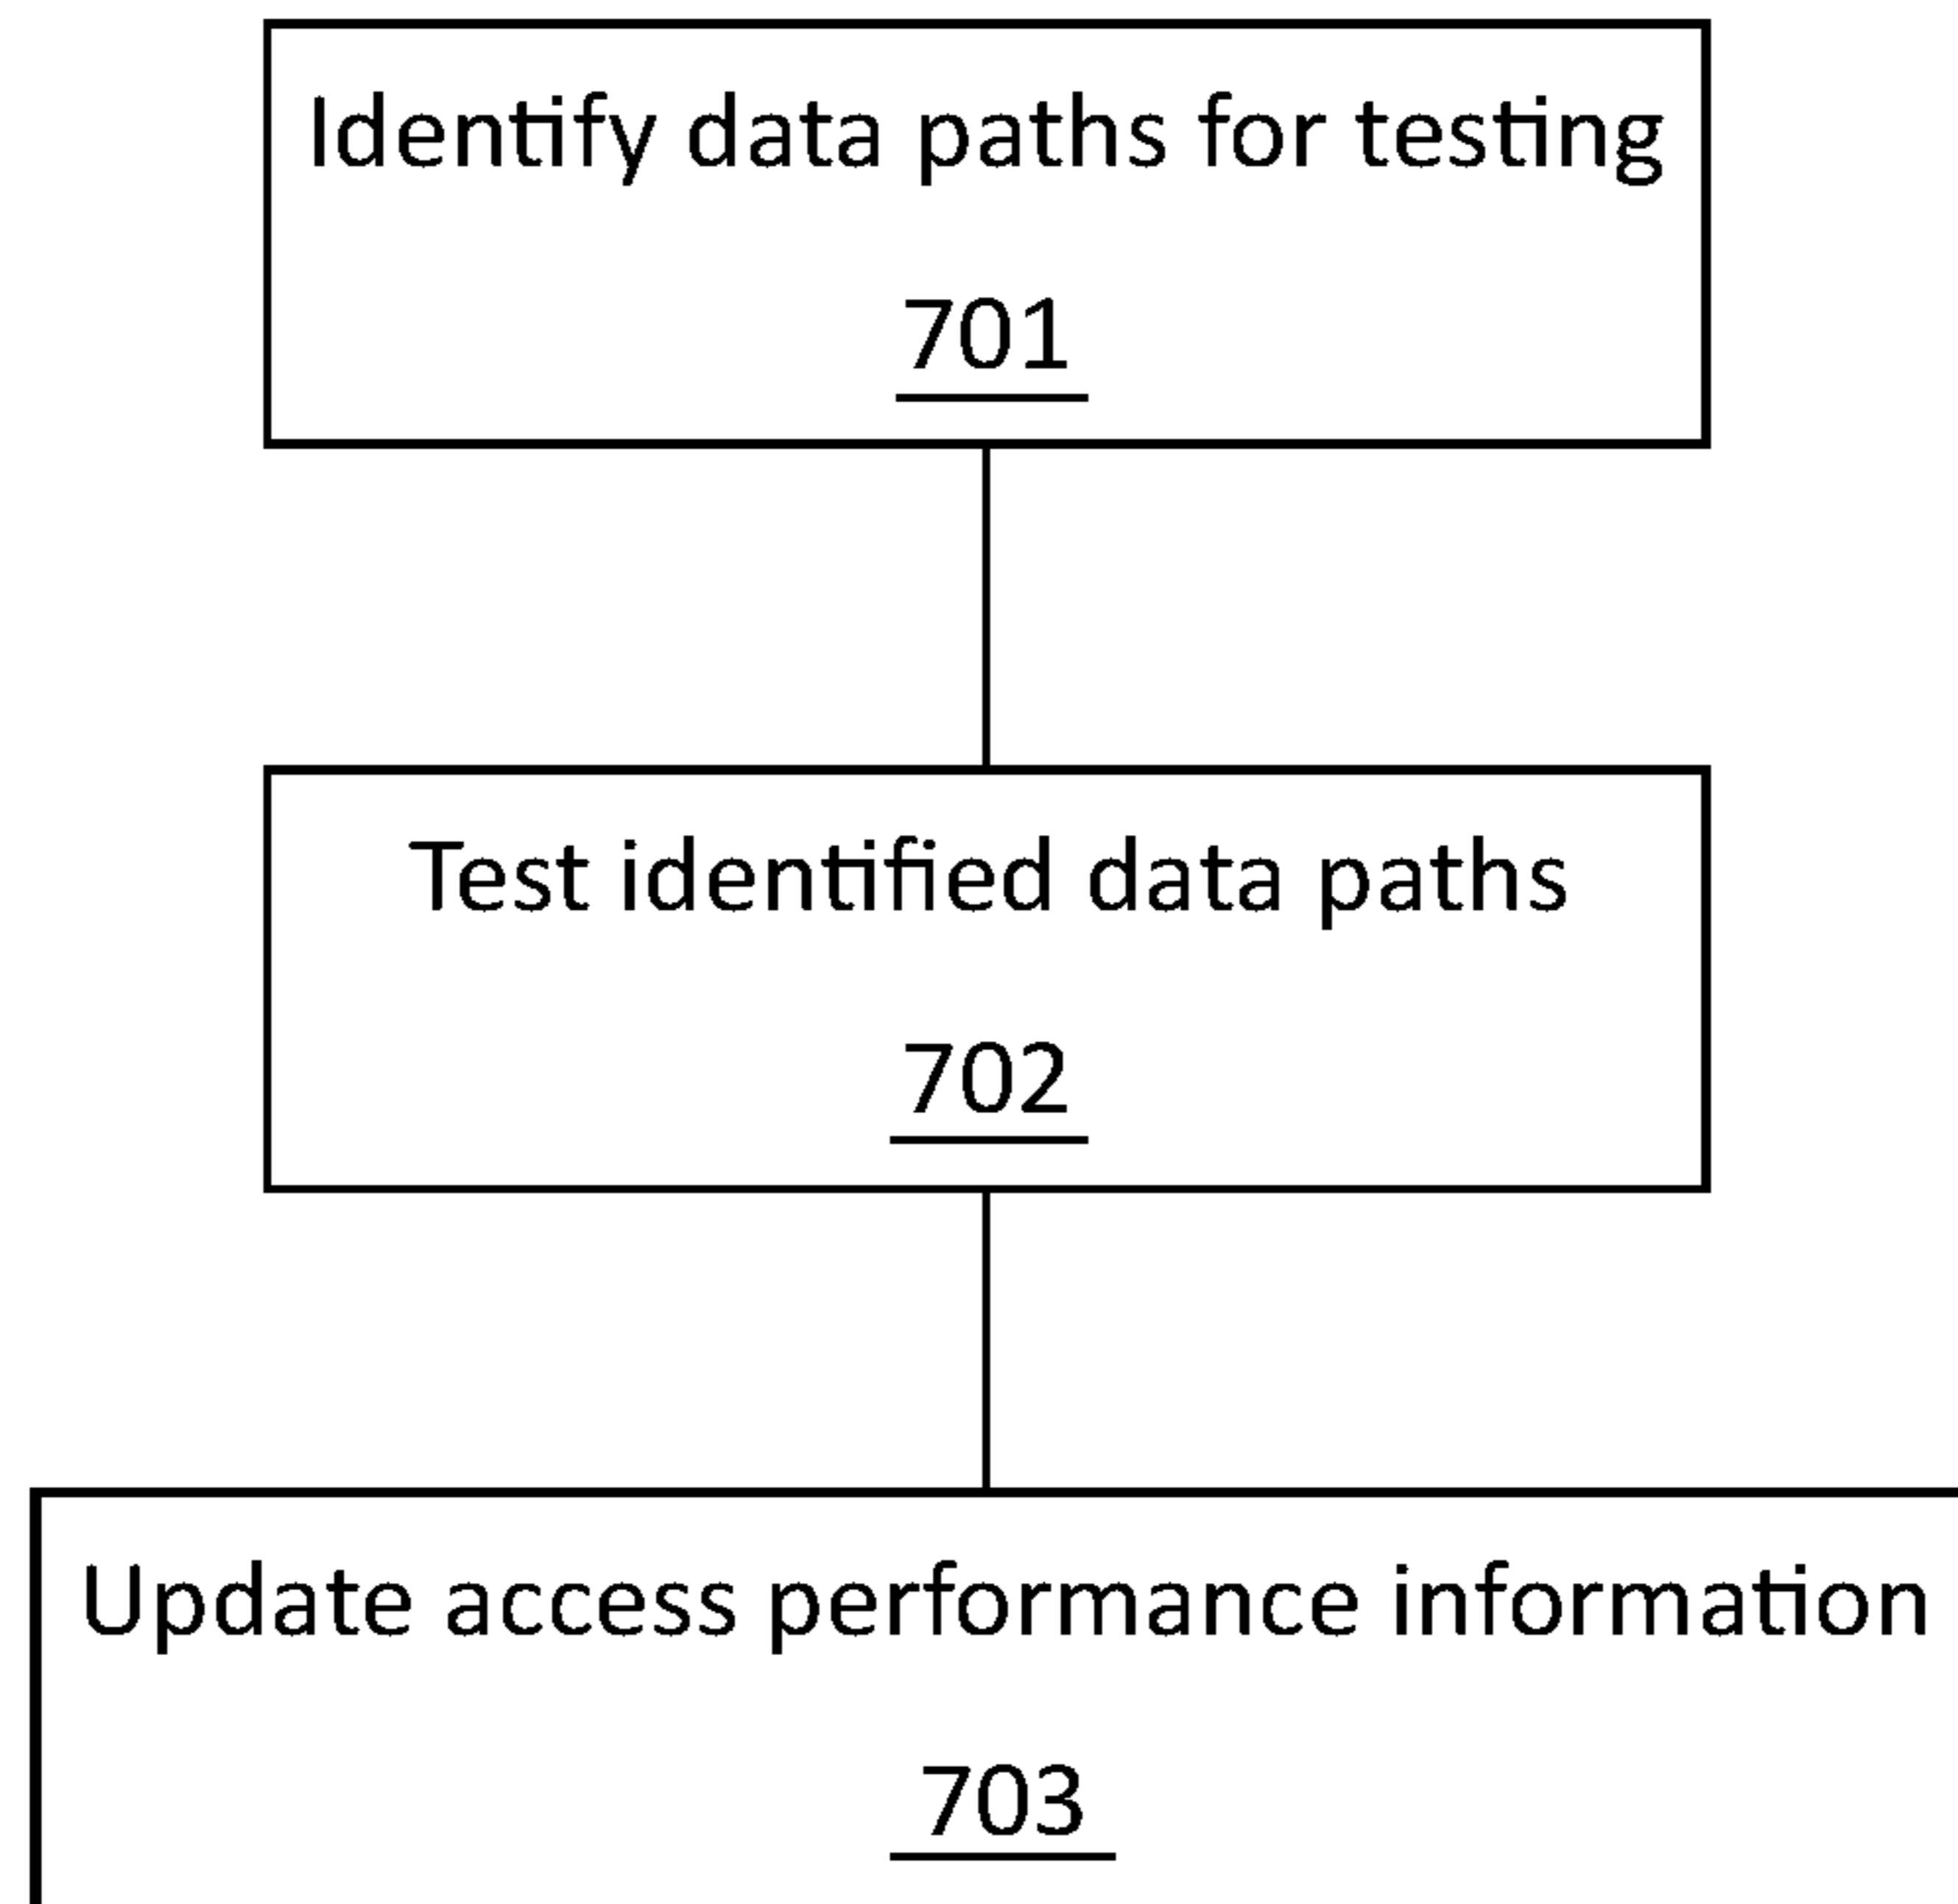 Identify data paths for testing
701
Test identified data paths
702
Update access performance information
703